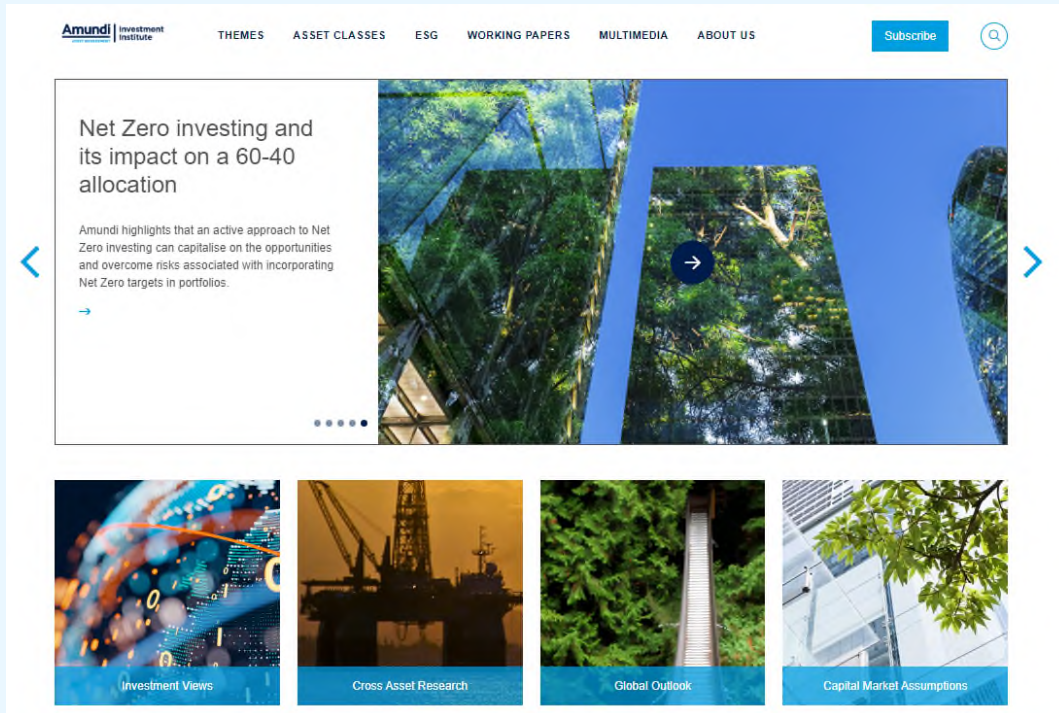 Amundi Investment
Institute
ASSET MANAGEMENT
THEMES ASSET CLASSES ESG WORKING PAPERS MULTIMEDIA ABOUT US
Subscribe
Net Zero investing and
its impact on a 60-40
allocation
Amundi highlights that an active approach to Net
Zero investing can capitalise on the opportunities
and overcome risks associated with incorporating
Net Zero targets in portfolios.
Investment Views
Cross Asset Research
Global Outlook
Capital Market Assumptions